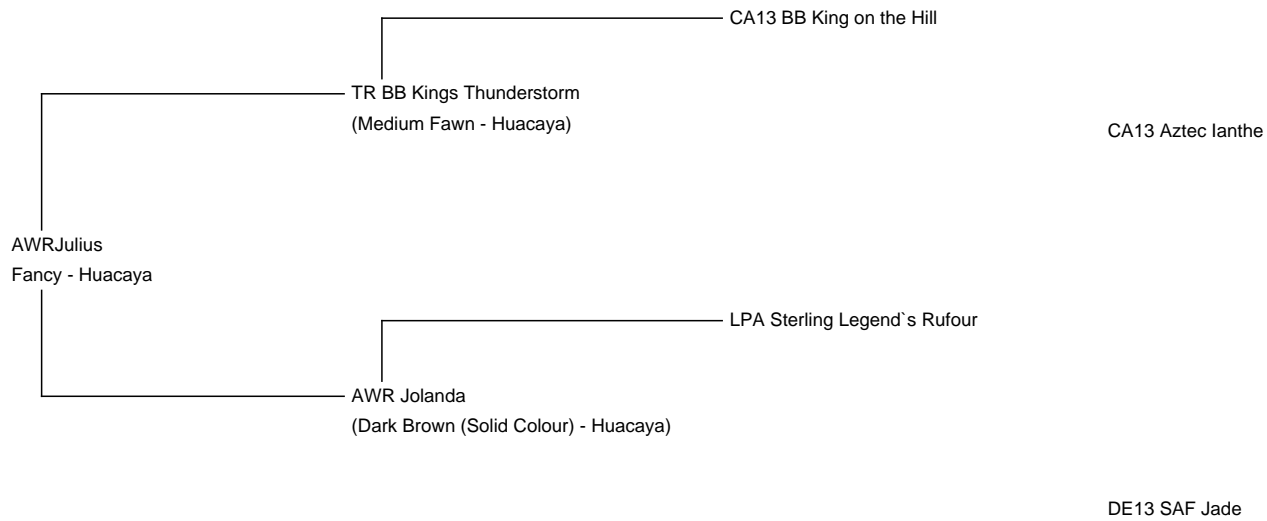 CA13 BB King on the Hill
TR BB Kings Thunderstorm
(Medium Fawn - Huacaya)
CA13 Aztec Ianthe
AWRJulius
Fancy - Huacaya
LPA Sterling Legend`s Rufour
AWR Jolanda
(Dark Brown (Solid Colour) - Huacaya)
DE13 SAF Jade